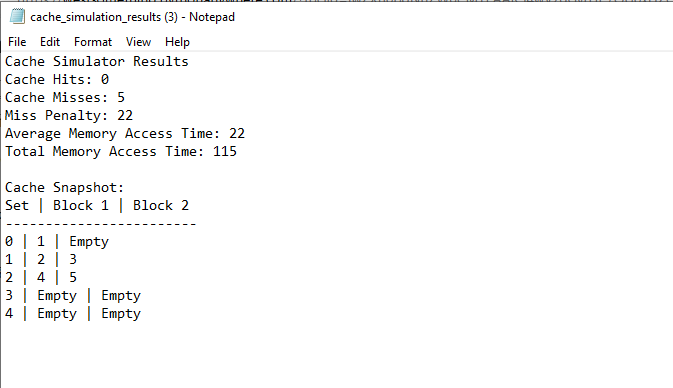 cache_simulation_results (3) - Notepad
File Edit Format View Help
Cache Simulator Results
Cache Hits: 0
Cache Misses: 5
Miss Penalty: 22
Average Memory Access Time: 22
Total Memory Access Time: 115
Cache Snapshot:
Set | Block 1 | Block 2
------------------------
0 | 1 | Empty
1 | 2 | 3
2 | 4 | 5
3 | Empty | Empty
4 | Empty | Empty